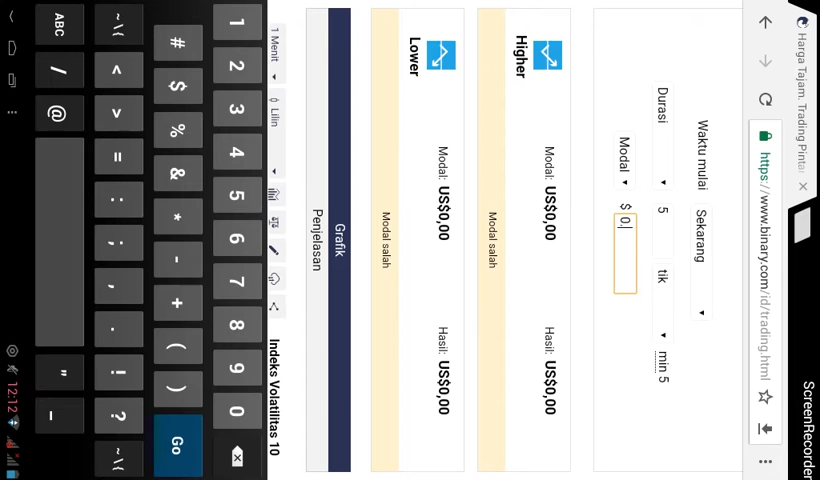 ScreenRecorder
Harga Tajam. Trading Pinta
https://www.binary.com/id/trading.html
Waktu mulai Sekarang
Durasi 5 tik min 5
Modal $ 0.
Higher Modal: US$0,00 Hasil: US$0,00
Modal salah
Lower Modal: US$0,00 Hasil: US$0,00
Modal salah
Grafik
Penjelasan
1 Menit Lilin Indeks Volatilitas 10
1 2 3 4 5 6 7 8 9 0
# $ % & * - + ( ) Go
~\{ < > = : ; , . ! ? ~\{
ABC / @ " _
12:12